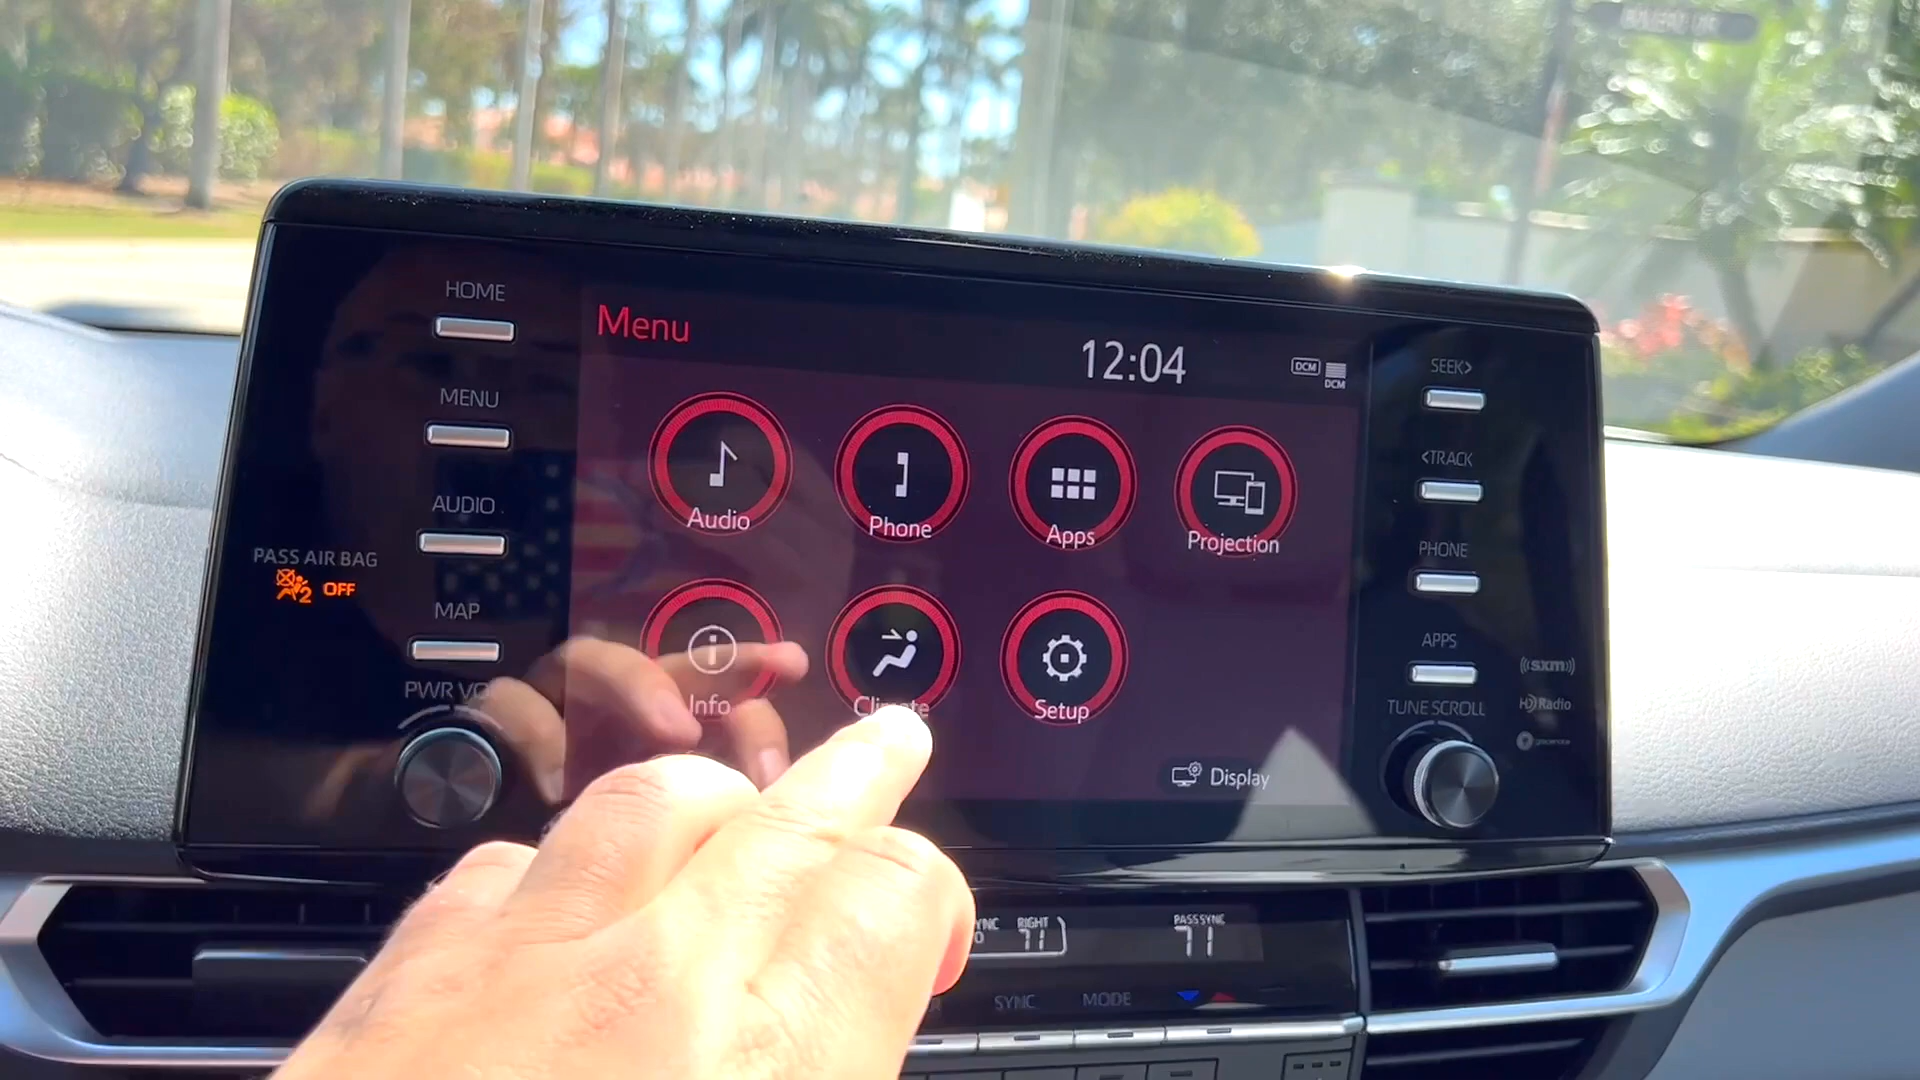 HOME
MENU
AUDIO
PASS AIR BAG
2 OFF
MAP
PWR VO
Menu
12:04
DCM
DCM
Audio
Phone
Apps
Projection
Info
Climate
Setup
Display
SEEK>
<TRACK
PHONE
APPS
TUNE SCROLL
((sxm))
HD Radio
RIGHT
71
PASS SYNC
71
SYNC
MODE